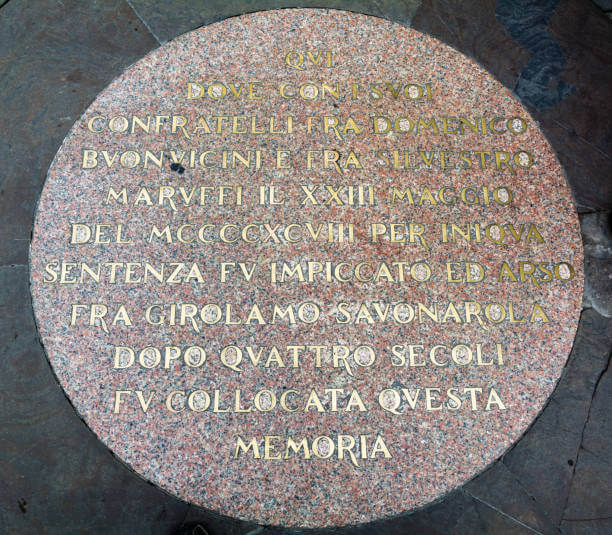 QVI
DOVE CON I SVOI
CONFRATELLI FRA DOMENICO
BVONVICINI E FRA SILVESTRO
MARVFFI IL XXIII MAGGIO
DEL MCCCCXCVIII PER INIQVA
SENTENZA FV IMPICCATO ED ARSO
FRA GIROLAMO SAVONAROLA
DOPO QVATTRO SECOLI
FV COLLOCATA QVESTA
MEMORIA